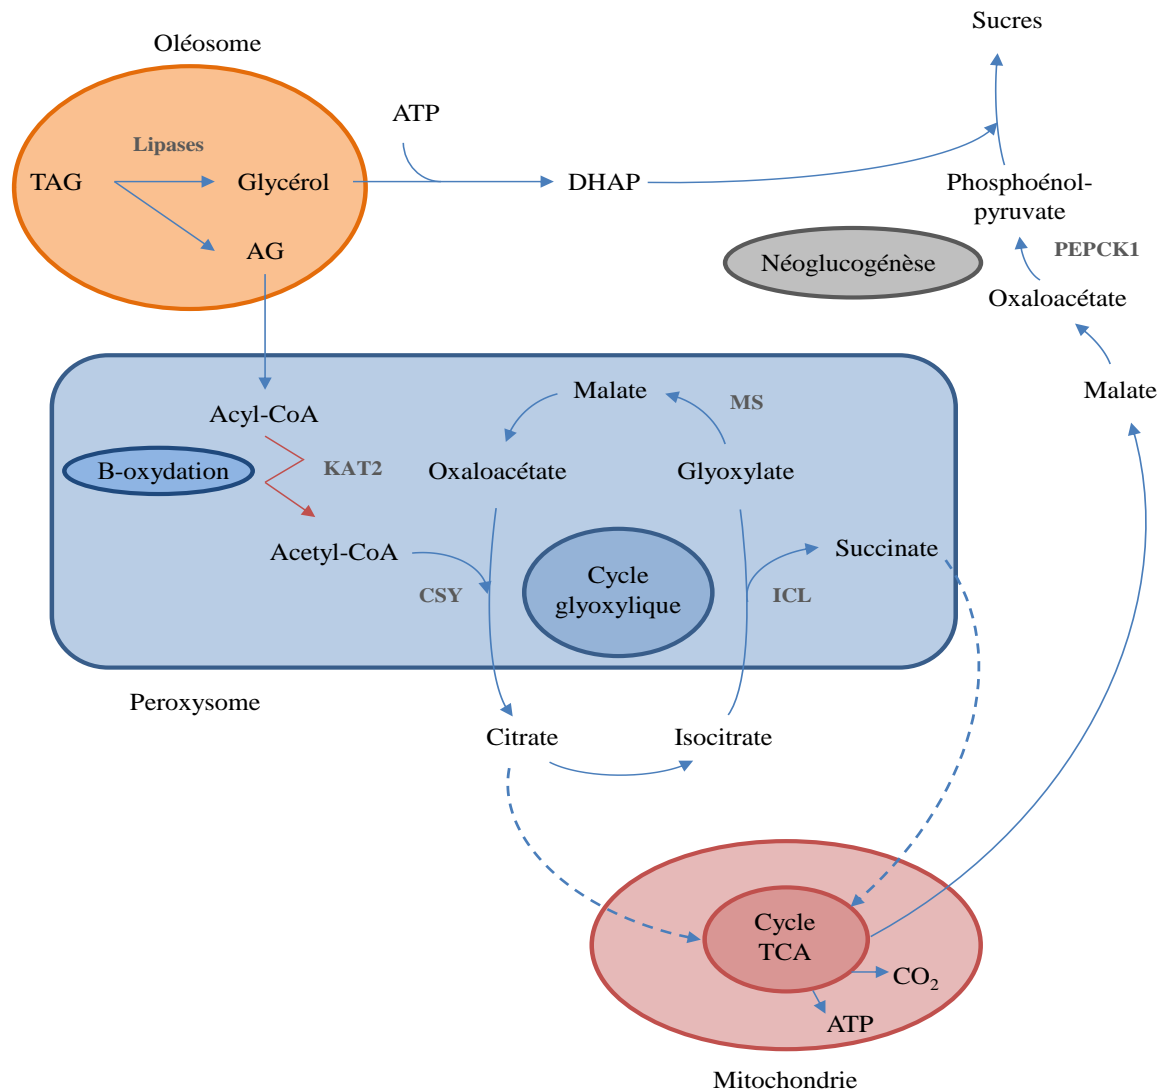 Sucres
Oléosome
ATP
Lipases
TAG
Glycérol
DHAP
Phosphoénol-
pyruvate
AG
Néoglucogénèse
PEPCK1
Oxaloacétate
Malate
Acyl-CoA
Malate
MS
B-oxydation
KAT2
Oxaloacétate
Glyoxylate
Acetyl-CoA
Succinate
CSY
Cycle
glyoxylique
ICL
Peroxysome
Citrate
Isocitrate
Cycle
TCA
CO2
ATP
Mitochondrie